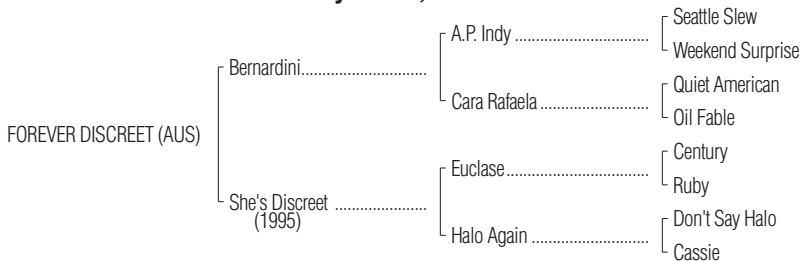 Seattle Slew
A.P. Indy ....................................
Weekend Surprise
Bernardini.................................
Quiet American
Cara Rafaela .............................
Oil Fable
FOREVER DISCREET (AUS)
Century
Euclase......................................
Ruby
She's Discreet ........................
(1995)
Don't Say Halo
Halo Again ...............................
Cassie